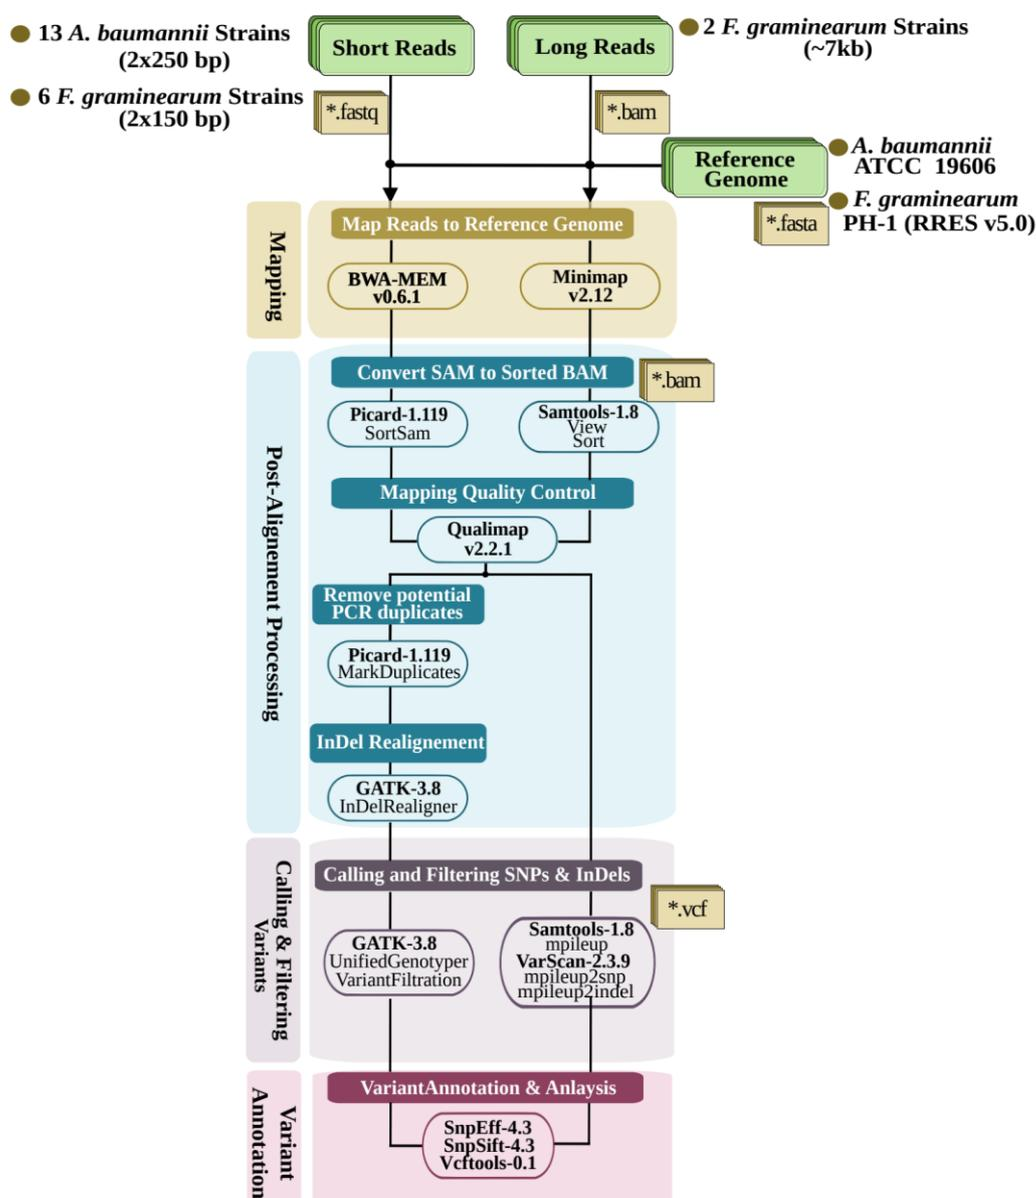 13 A. baumannii Strains
(2x250 bp)
6 F. graminearum Strains
(2x150 bp)
Short Reads
Long Reads
2 F. graminearum Strains
(~7kb)
*.fastq
*.bam
Reference
Genome
A. baumannii
ATCC 19606
F. graminearum
PH-1 (RRES v5.0)
*.fasta
Mapping
Map Reads to Reference Genome
BWA-MEM
v0.6.1
Minimap
v2.12
Post-Alignement Processing
Convert SAM to Sorted BAM
*.bam
Picard-1.119
SortSam
Samtools-1.8
View
Sort
Mapping Quality Control
Qualimap
v2.2.1
Remove potential
PCR duplicates
Picard-1.119
MarkDuplicates
InDel Realignement
GATK-3.8
InDelRealigner
Calling & Filtering
Variants
Calling and Filtering SNPs & InDels
*.vcf
GATK-3.8
UnifiedGenotyper
VariantFiltration
Samtools-1.8
mpileup
VarScan-2.3.9
mpileup2snp
mpileup2indel
Variant
Annotation
VariantAnnotation & Anlaysis
SnpEff-4.3
SnpSift-4.3
Vcftools-0.1